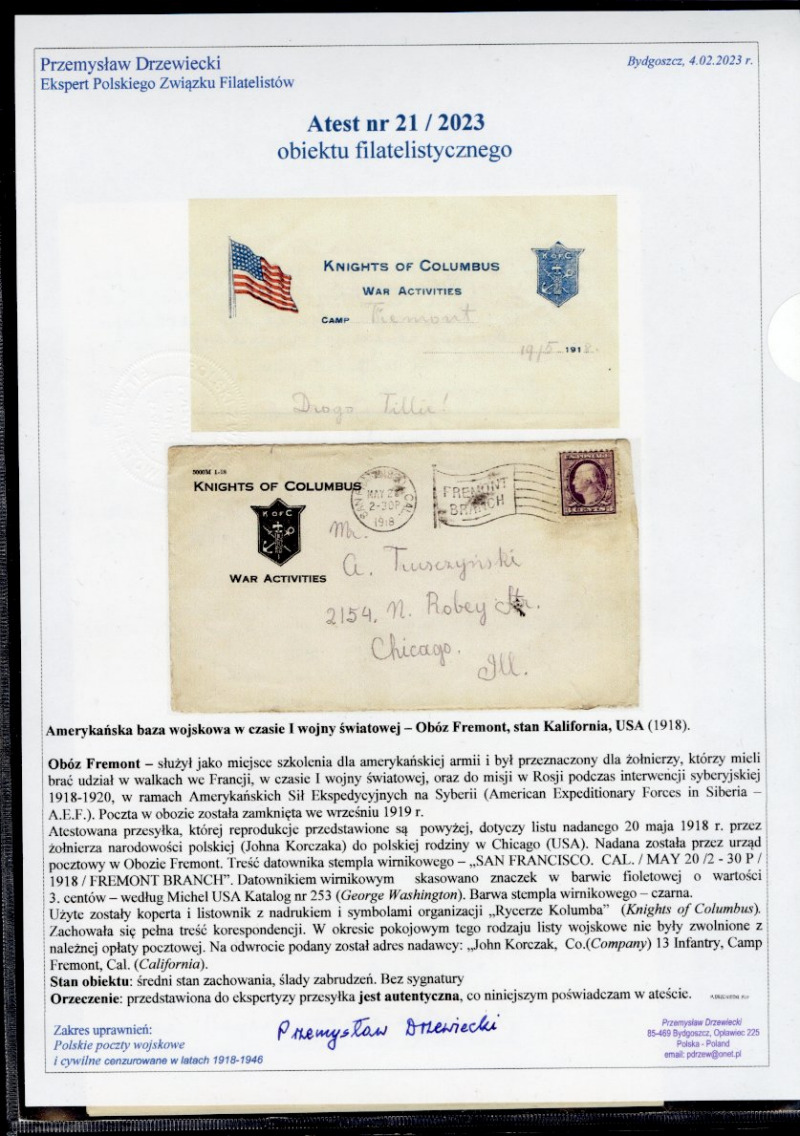 Przemysław Drzewiecki
Ekspert Polskiego Związku Filatelistów
Bydgoszcz, 4.02.2023 r.
Atest nr 21 / 2023
obiektu filatelistycznego
K of C
KNIGHTS OF COLUMBUS
WAR ACTIVITIES
CAMP Fremont
19/5 1918.
Drogo Tillie!
5000M 1-18
KNIGHTS OF COLUMBUS
K of C
WAR ACTIVITIES
CAL.
MAY 2
2-30P
1918
FREMONT
BRANCH
Mr.
A. Trusczyński
2154, N. Robey Str.
Chicago.
Ill.
Amerykańska baza wojskowa w czasie I wojny światowej – Obóz Fremont, stan Kalifornia, USA (1918).
Obóz Fremont – służył jako miejsce szkolenia dla amerykańskiej armii i był przeznaczony dla żołnierzy, którzy mieli
brać udział w walkach we Francji, w czasie I wojny światowej, oraz do misji w Rosji podczas interwencji syberyjskiej
1918-1920, w ramach Amerykańskich Sił Ekspedycyjnych na Syberii (American Expeditionary Forces in Siberia –
A.E.F.). Poczta w obozie została zamknięta we wrześniu 1919 r.
Atestowana przesyłka, której reprodukcje przedstawione są powyżej, dotyczy listu nadanego 20 maja 1918 r. przez
żołnierza narodowości polskiej (Johna Korczaka) do polskiej rodziny w Chicago (USA). Nadana została przez urząd
pocztowy w Obozie Fremont. Treść datownika stempla wirnikowego – „SAN FRANCISCO. CAL. / MAY 20 /2 - 30 P /
1918 / FREMONT BRANCH”. Datownikiem wirnikowym skasowano znaczek w barwie fioletowej o wartości
3. centów – według Michel USA Katalog nr 253 (George Washington). Barwa stempla wirnikowego – czarna.
Użyte zostały koperta i listownik z nadrukiem i symbolami organizacji „Rycerze Kolumba” (Knights of Columbus).
Zachowała się pełna treść korespondencji. W okresie pokojowym tego rodzaju listy wojskowe nie były zwolnione z
należnej opłaty pocztowej. Na odwrocie podany został adres nadawcy: „John Korczak, Co.(Company) 13 Infantry, Camp
Fremont, Cal. (California).
Stan obiektu: średni stan zachowania, ślady zabrudzeń. Bez sygnatury
Orzeczenie: przedstawiona do ekspertyzy przesyłka jest autentyczna, co niniejszym poświadczam w ateście.
Zakres uprawnień:
Polskie poczty wojskowe
i cywilne cenzurowane w latach 1918-1946
Przemysław Drzewiecki
Przemysław Drzewiecki
85-469 Bydgoszcz, Opławiec 225
Polska - Poland
email: pdrzew@onet.pl